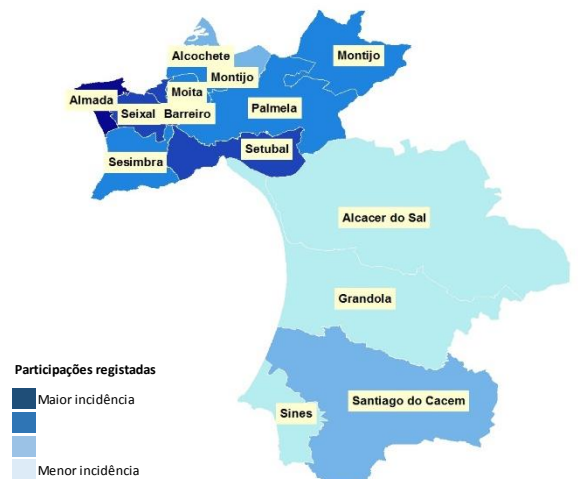 Alcochete
Montijo
Montijo
Almada
Moita
Seixal
Barreiro
Palmela
Setubal
Sesimbra
Alcacer do Sal
Grandola
Participações registadas
Maior incidência
Menor incidência
Santiago do Cacem
Sines